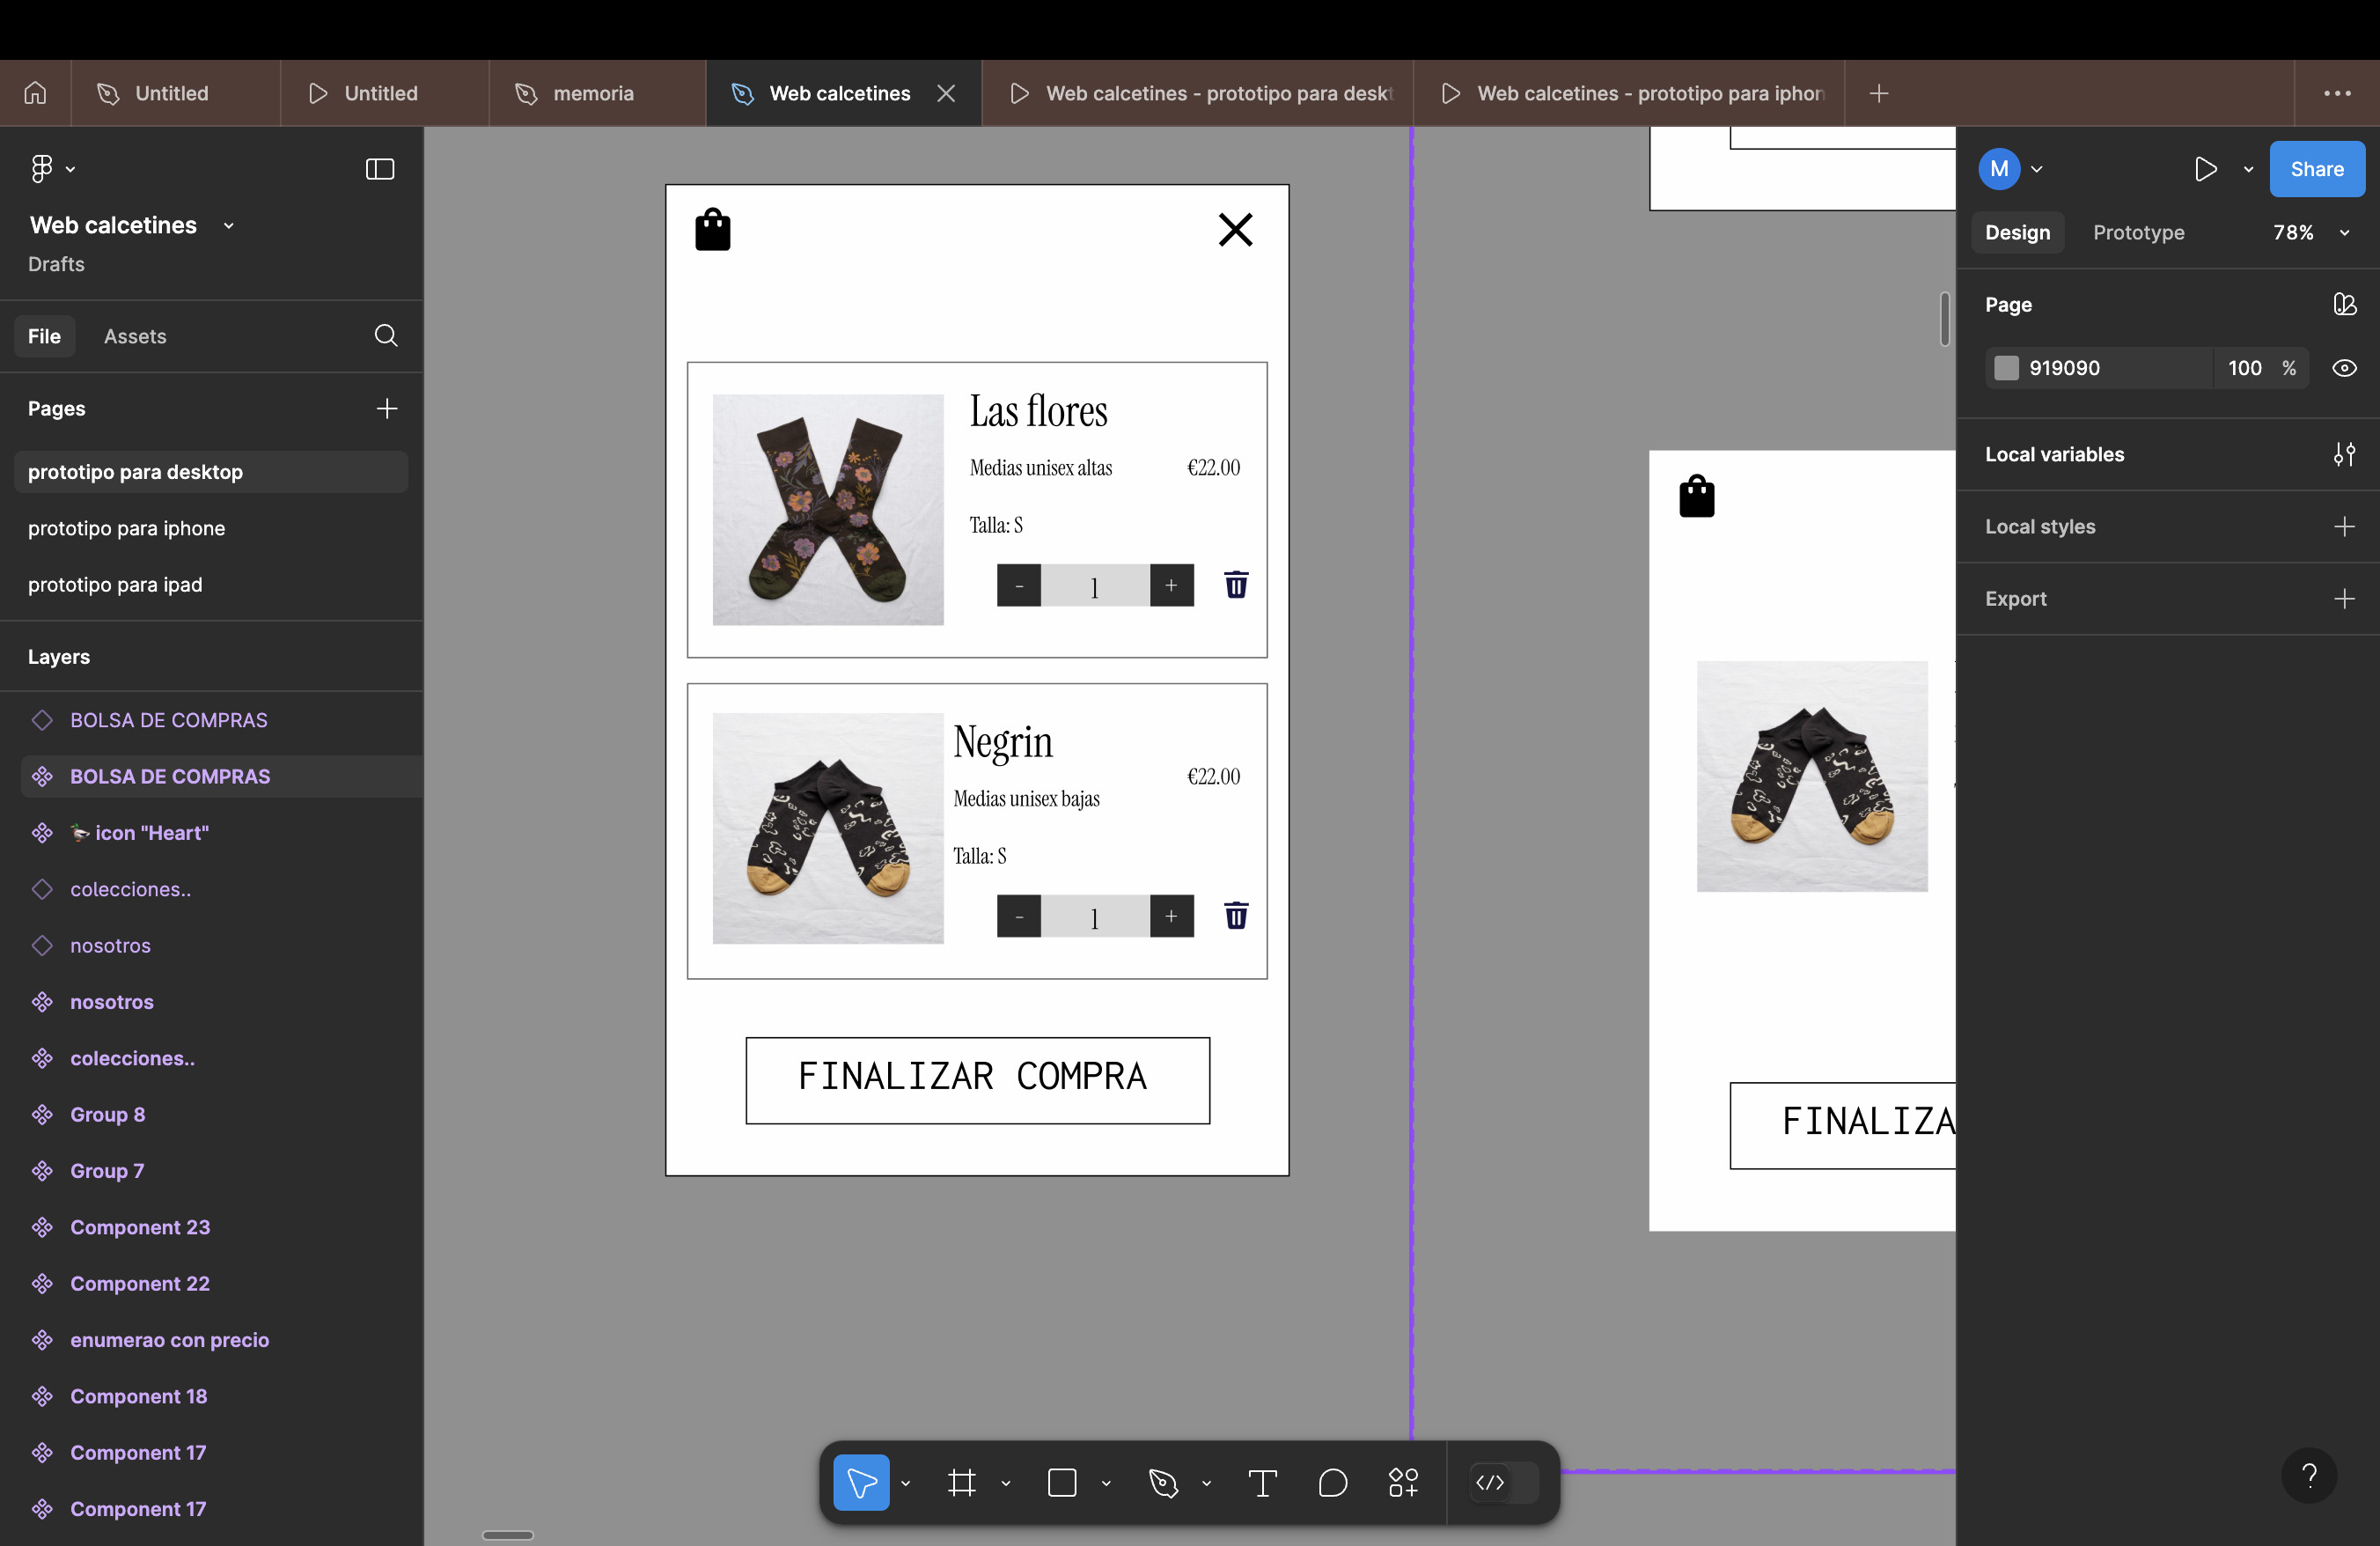 Untitled
Untitled
memoria
Web calcetines
Web calcetines - prototipo para deskt
Web calcetines - prototipo para iphon
Web calcetines
Drafts
File
Assets
Pages
prototipo para desktop
prototipo para iphone
prototipo para ipad
Layers
BOLSA DE COMPRAS
BOLSA DE COMPRAS
icon "Heart"
colecciones..
nosotros
nosotros
colecciones..
Group 8
Group 7
Component 23
Component 22
enumerao con precio
Component 18
Component 17
Component 17
Las flores
Medias unisex altas
€22.00
Talla: S
- 1 +
Negrin
€22.00
Medias unisex bajas
Talla: S
- 1 +
FINALIZAR COMPRA
FINALIZA
M
Share
Design
Prototype
78%
Page
919090
100 %
Local variables
Local styles
Export
?